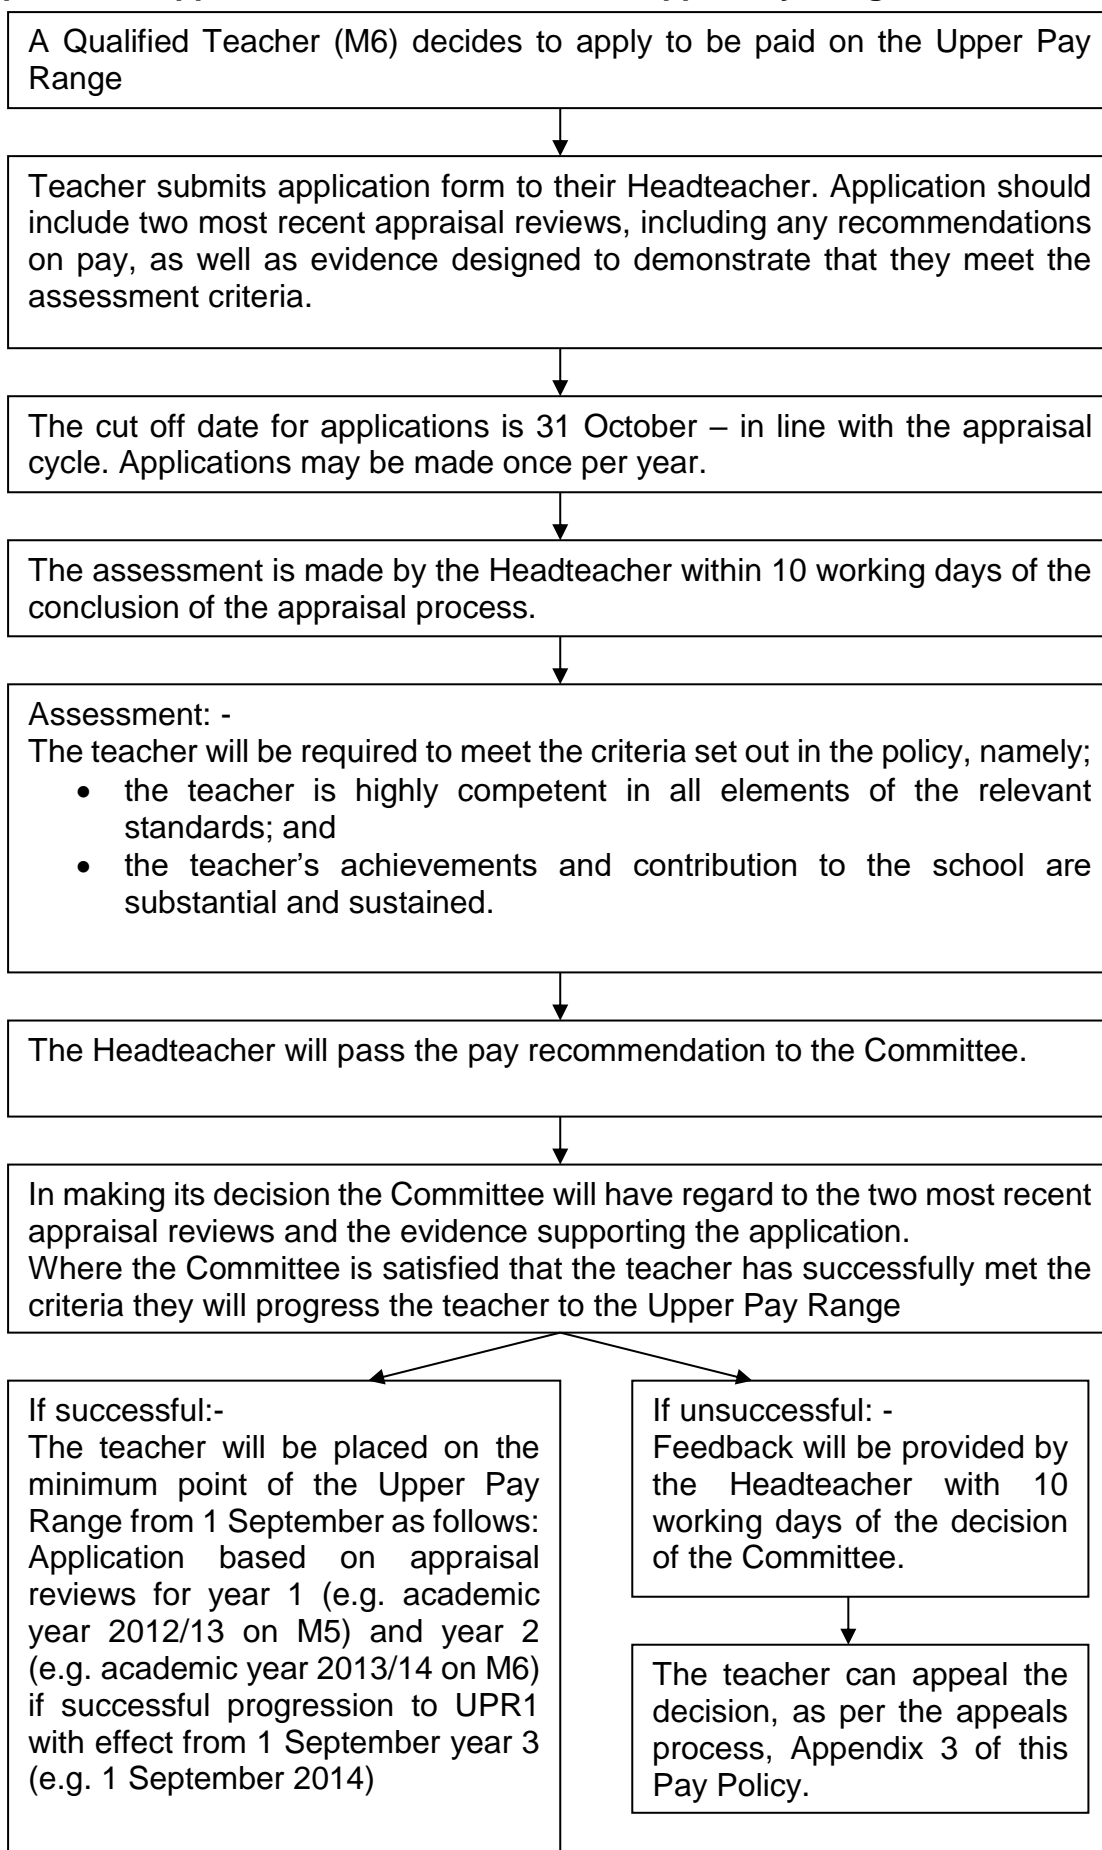 A Qualified Teacher (M6) decides to apply to be paid on the Upper Pay
Range
Teacher submits application form to their Headteacher. Application should
include two most recent appraisal reviews, including any recommendations
on pay, as well as evidence designed to demonstrate that they meet the
assessment criteria.
The cut off date for applications is 31 October – in line with the appraisal
cycle. Applications may be made once per year.
The assessment is made by the Headteacher within 10 working days of the
conclusion of the appraisal process.
Assessment: -
The teacher will be required to meet the criteria set out in the policy, namely;
• the teacher is highly competent in all elements of the relevant
standards; and
• the teacher’s achievements and contribution to the school are
substantial and sustained.
The Headteacher will pass the pay recommendation to the Committee.
In making its decision the Committee will have regard to the two most recent
appraisal reviews and the evidence supporting the application.
Where the Committee is satisfied that the teacher has successfully met the
criteria they will progress the teacher to the Upper Pay Range
If successful:-
The teacher will be placed on the
minimum point of the Upper Pay
Range from 1 September as follows:
Application based on appraisal
reviews for year 1 (e.g. academic
year 2012/13 on M5) and year 2
(e.g. academic year 2013/14 on M6)
if successful progression to UPR1
with effect from 1 September year 3
(e.g. 1 September 2014)
If unsuccessful: -
Feedback will be provided by
the Headteacher with 10
working days of the decision
of the Committee.
The teacher can appeal the
decision, as per the appeals
process, Appendix 3 of this
Pay Policy.